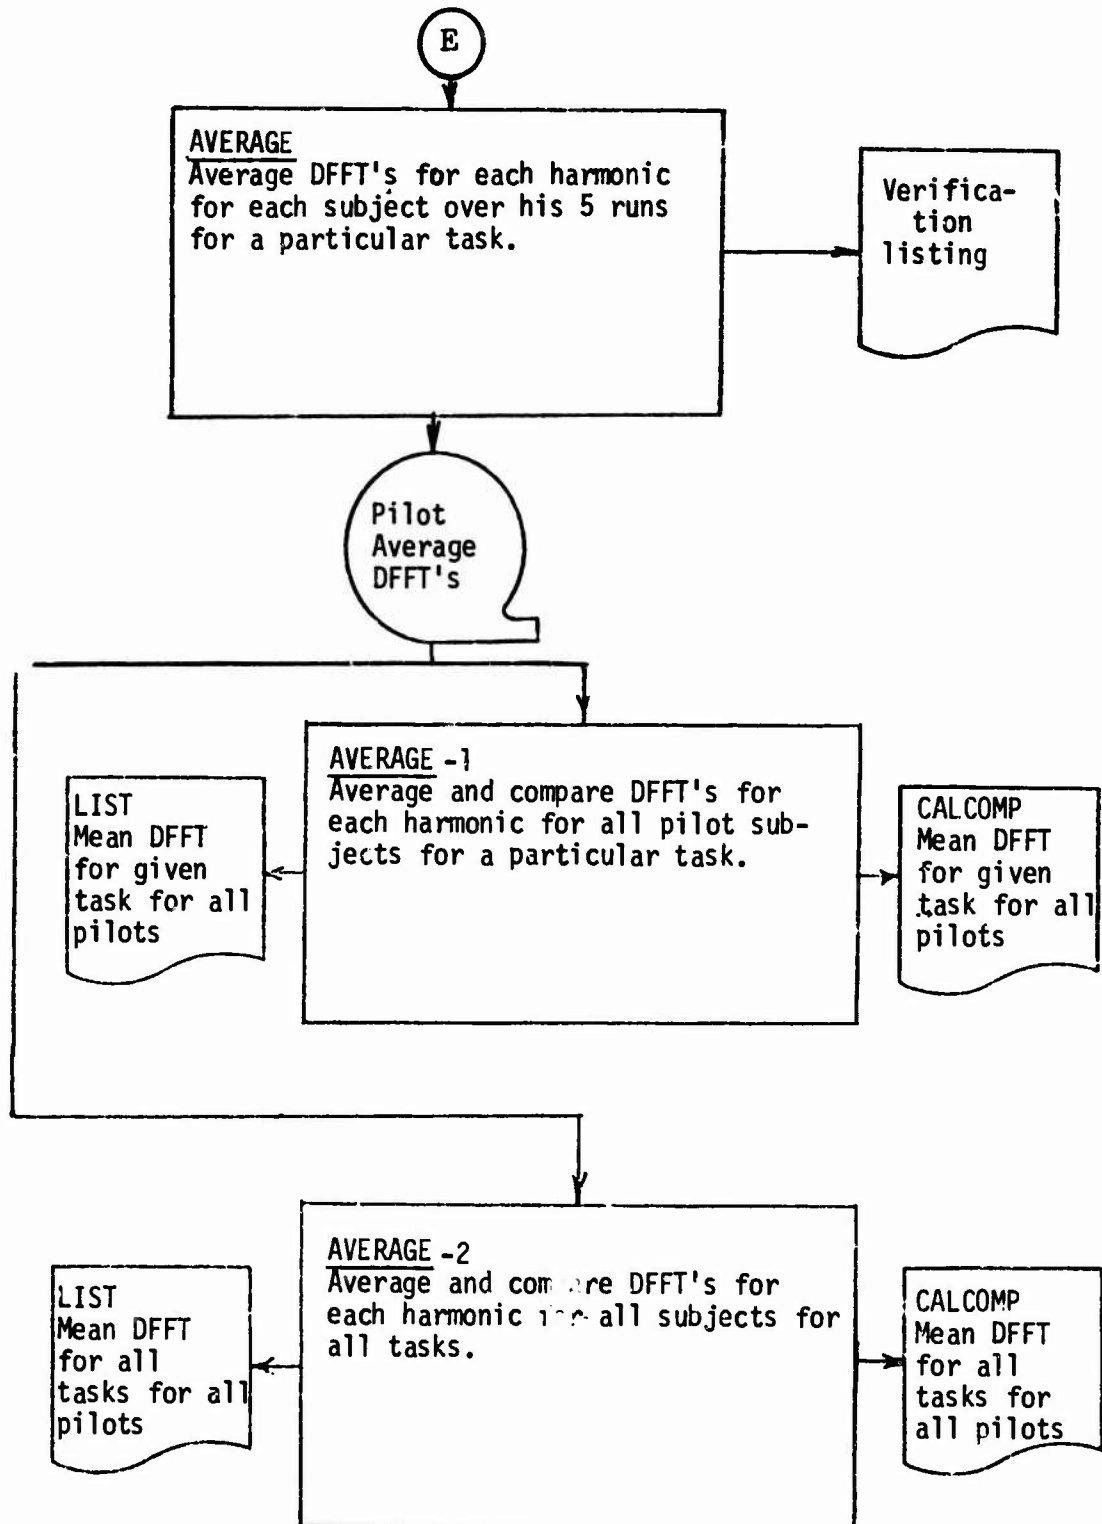 E
AVERAGE
Average DFFT's for each harmonic
for each subject over his 5 runs
for a particular task.
Verifica-
tion
listing
Pilot
Average
DFFT's
AVERAGE -1
Average and compare DFFT's for
each harmonic for all pilot sub-
jects for a particular task.
LIST
Mean DFFT
for given
task for all
pilots
CALCOMP
Mean DFFT
for given
task for all
pilots
AVERAGE -2
Average and DFFT's for
each harmonic all subjects for
all tasks.
LIST
Mean DFFT
for all
tasks for all
pilots
CALCOMP
Mean DFFT
for all
tasks for
all pilots